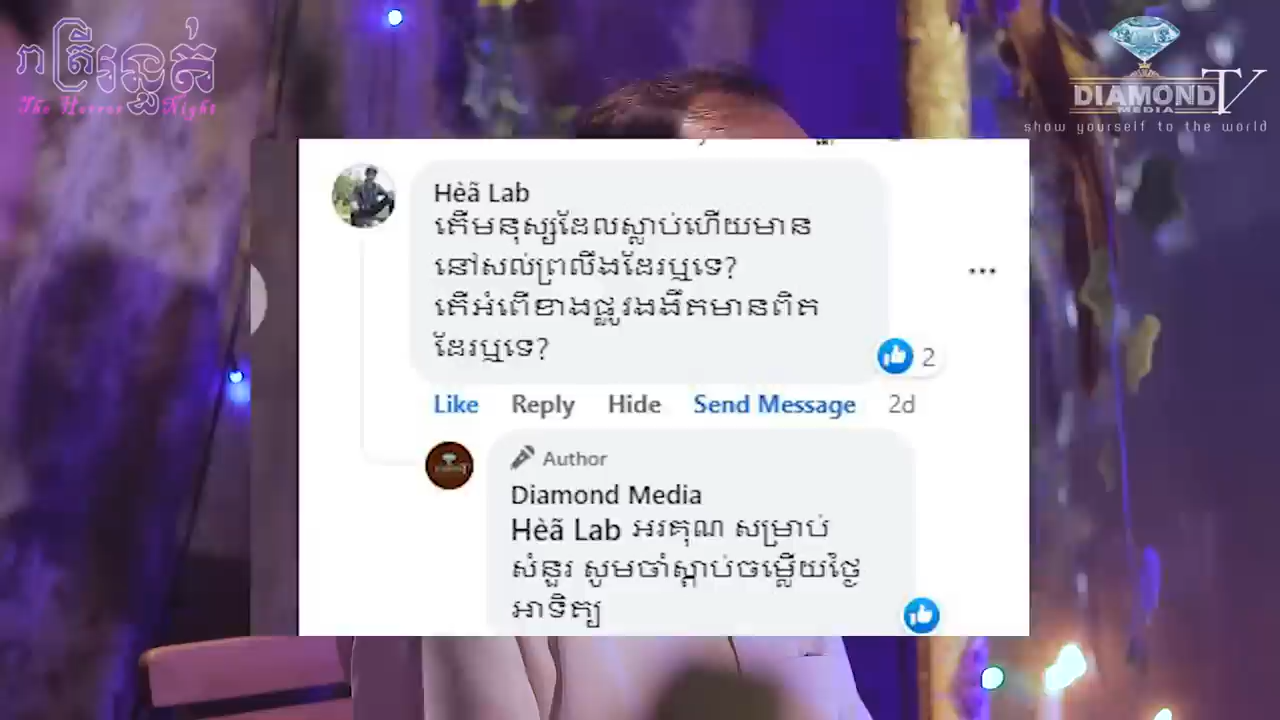 រាត្រីរន្ធត់
The Horror Night
DIAMOND TV
MEDIA
show yourself to the world
Hèã Lab
តើមនុស្សដែលស្លាប់ហើយមាន
នៅសល់ព្រលឹងដែរឬទេ?
តើអំពើខាងផ្លូវងងឹតមានពិត
ដែរឬទេ?
2
Like Reply Hide Send Message 2d
Author
Diamond Media
Hèã Lab អរគុណ សម្រាប់
សំនួរ សូមចាំស្តាប់ចម្លើយថ្ងៃ
អាទិត្យ